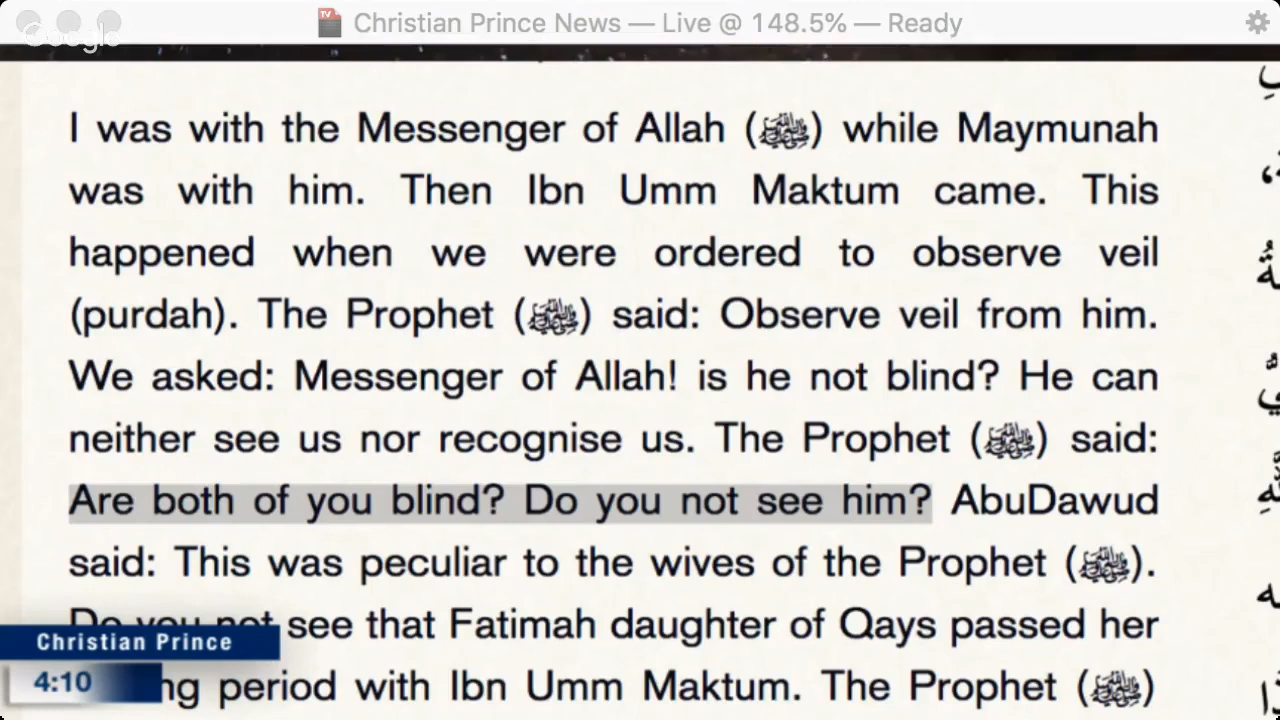 Christian Prince News — Live @ 148.5% — Ready
Google
I was with the Messenger of Allah (ﷺ) while Maymunah
was with him. Then Ibn Umm Maktum came. This
happened when we were ordered to observe veil
(purdah). The Prophet (ﷺ) said: Observe veil from him.
We asked: Messenger of Allah! is he not blind? He can
neither see us nor recognise us. The Prophet (ﷺ) said:
Are both of you blind? Do you not see him? AbuDawud
said: This was peculiar to the wives of the Prophet (ﷺ).
Do you not see that Fatimah daughter of Qays passed her
ng period with Ibn Umm Maktum. The Prophet (ﷺ)
Christian Prince
4:10